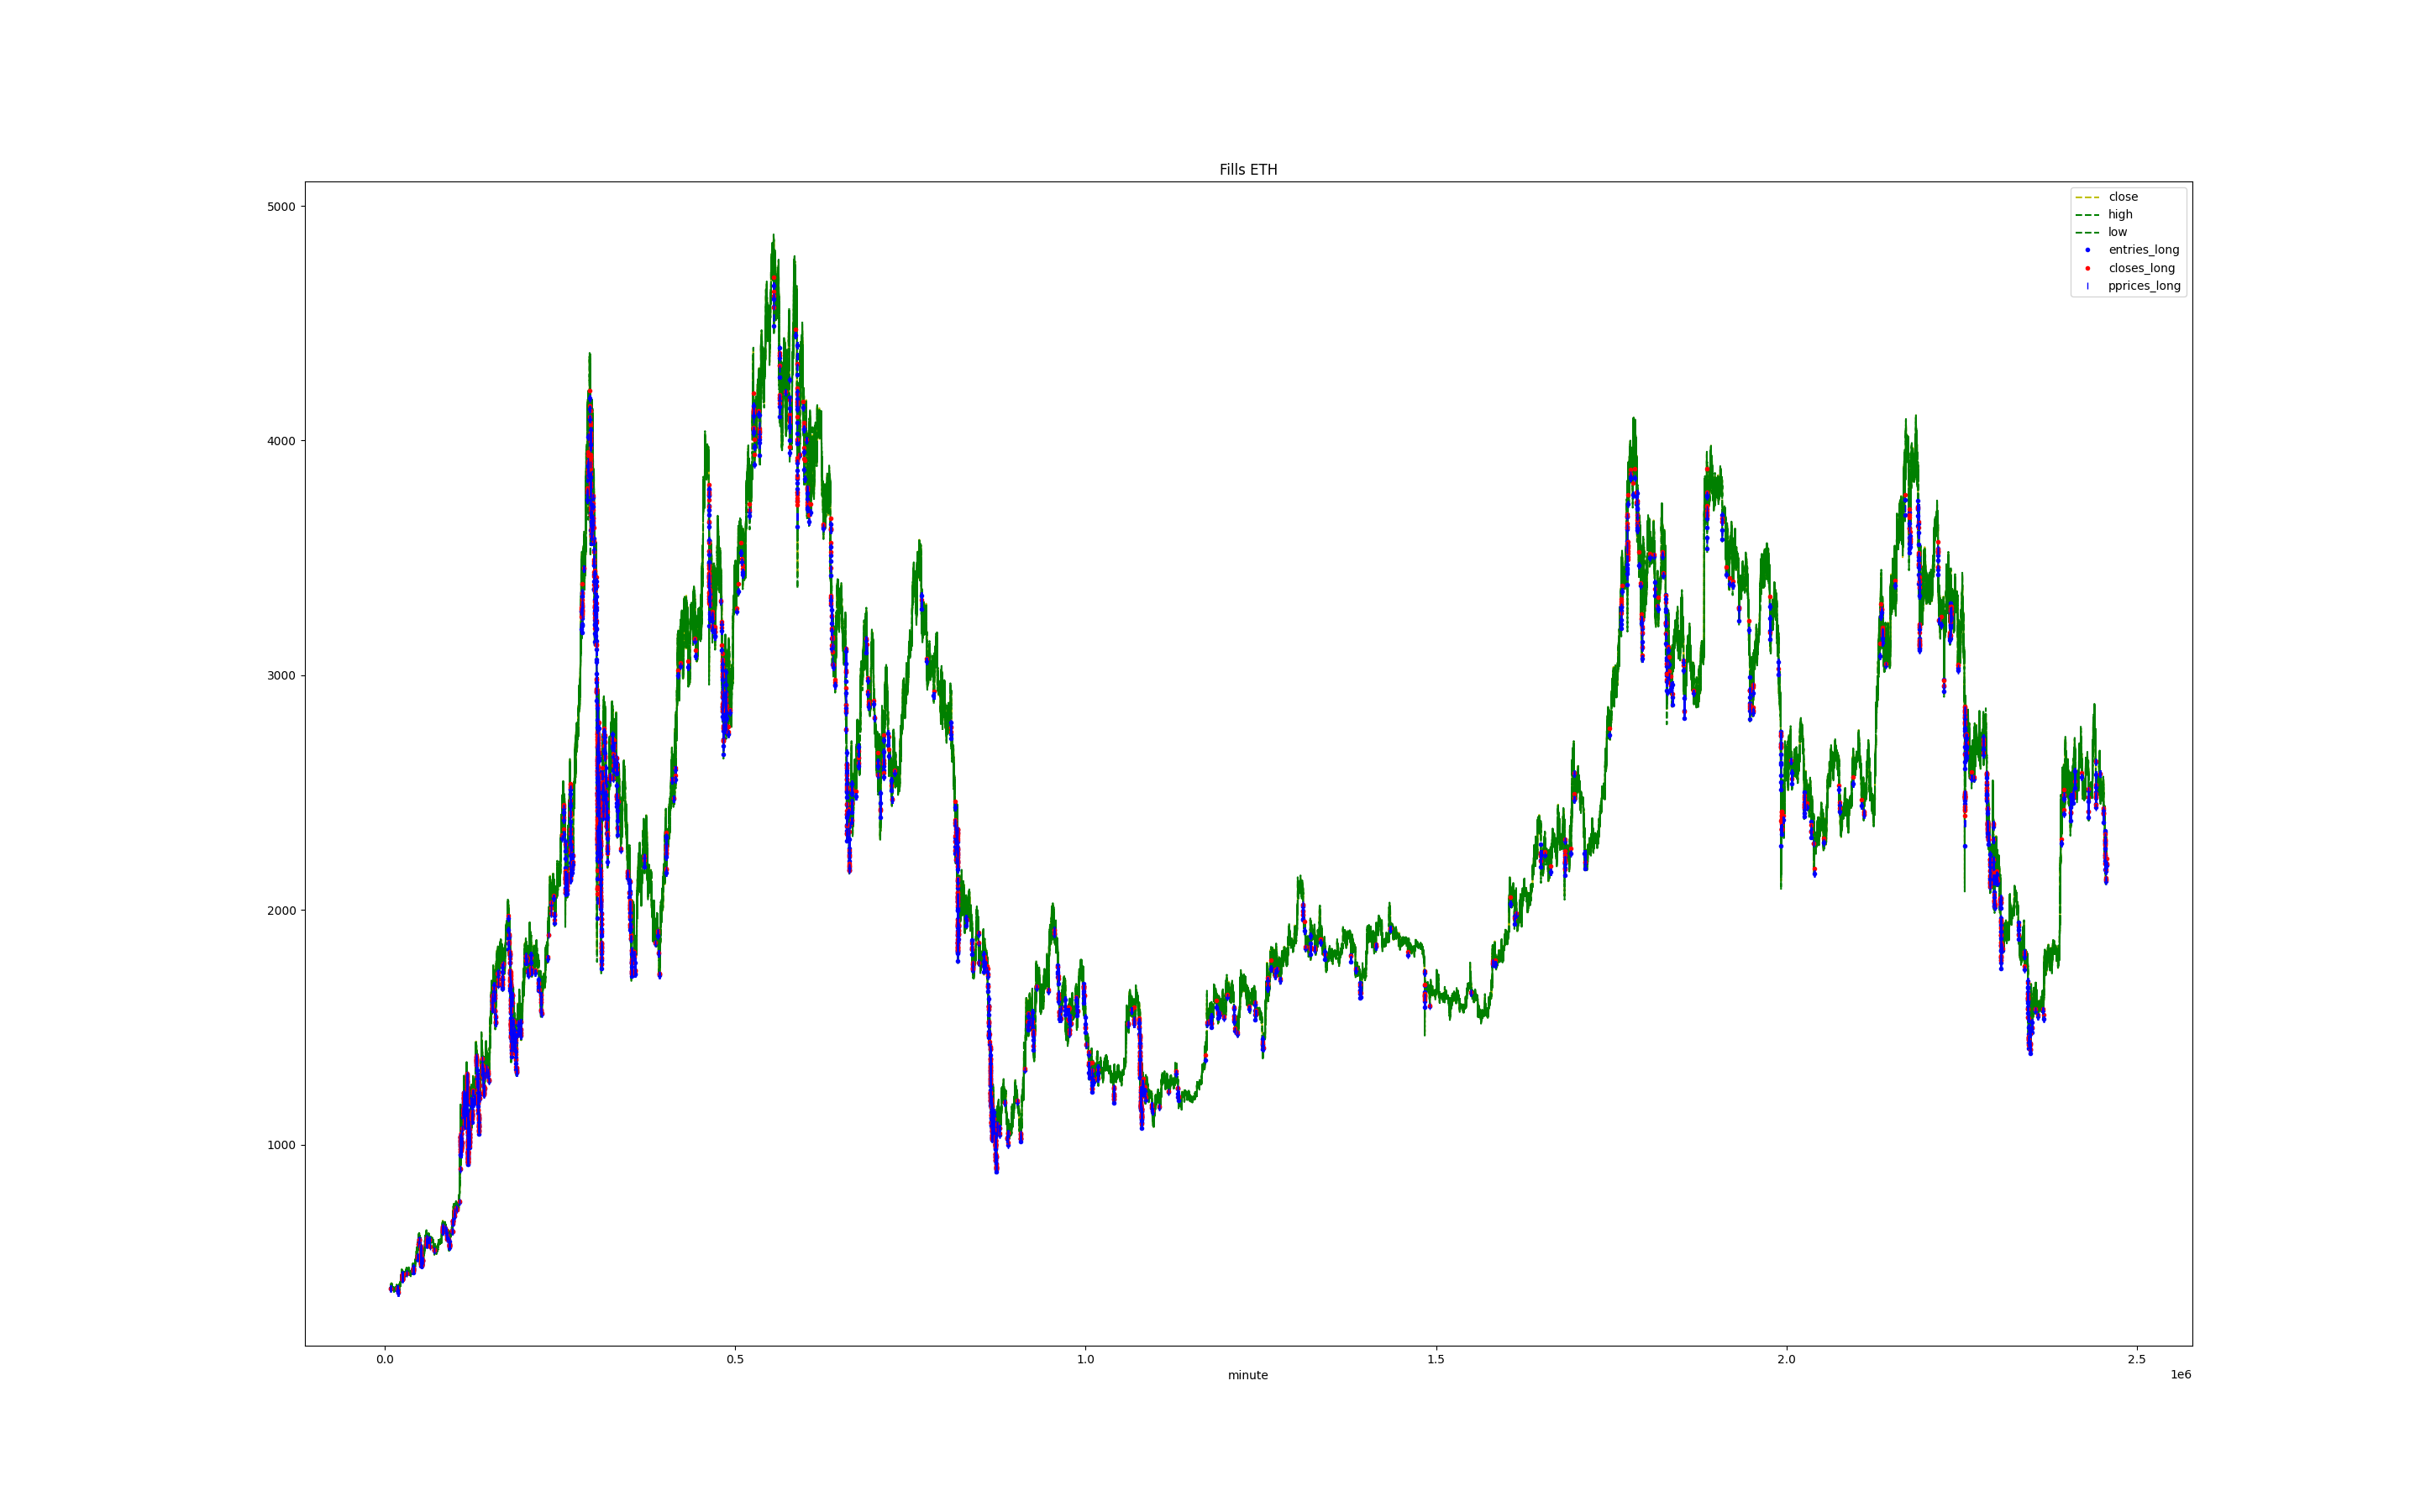 Fills ETH
close
high
low
entries_long
closes_long
pprices_long
5000
4000
3000
2000
1000
0.0
0.5
1.0
1.5
2.0
2.5
minute
1e6